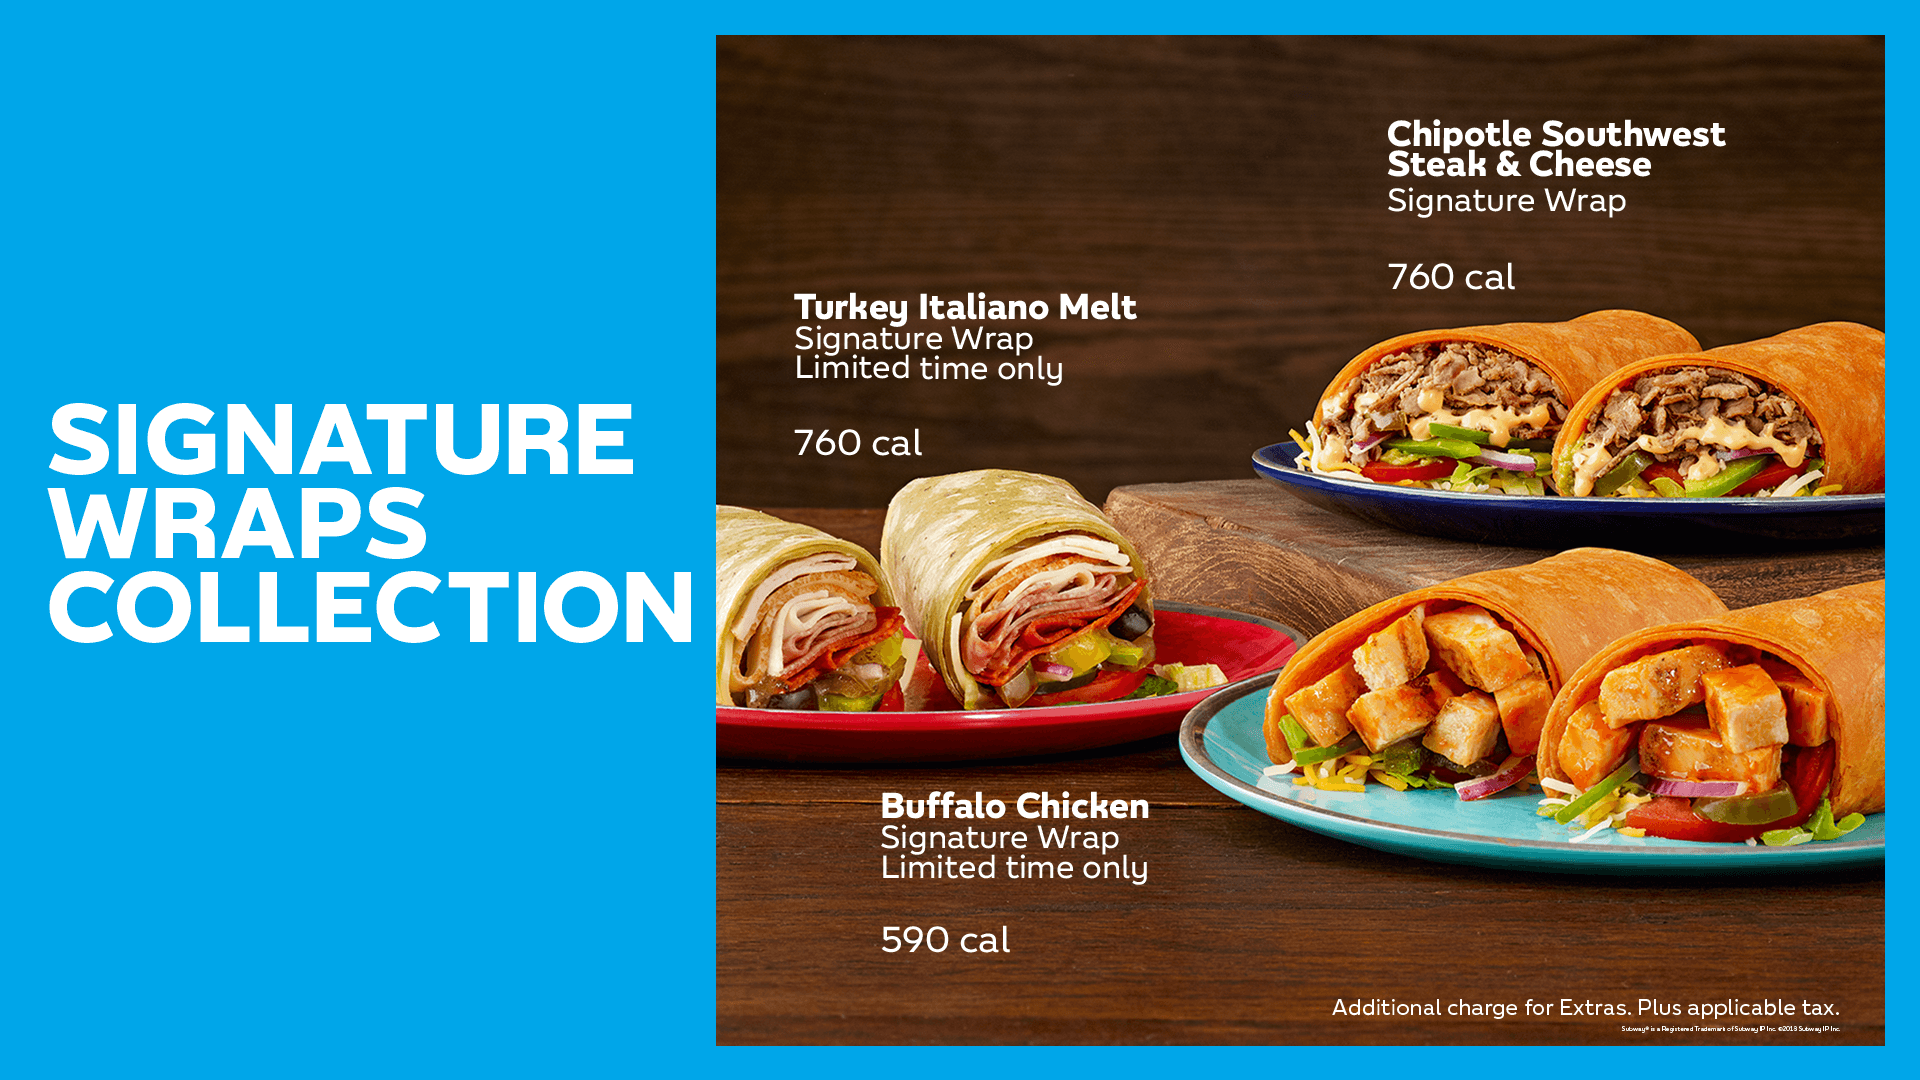 SIGNATURE
WRAPS
COLLECTION
Chipotle Southwest
Steak & Cheese
Signature Wrap
760 cal
Turkey Italiano Melt
Signature Wrap
Limited time only
760 cal
Buffalo Chicken
Signature Wrap
Limited time only
590 cal
Additional charge for Extras. Plus applicable tax.
Subway® is a Registered Trademark of Subway IP Inc. ©2018 Subway IP Inc.